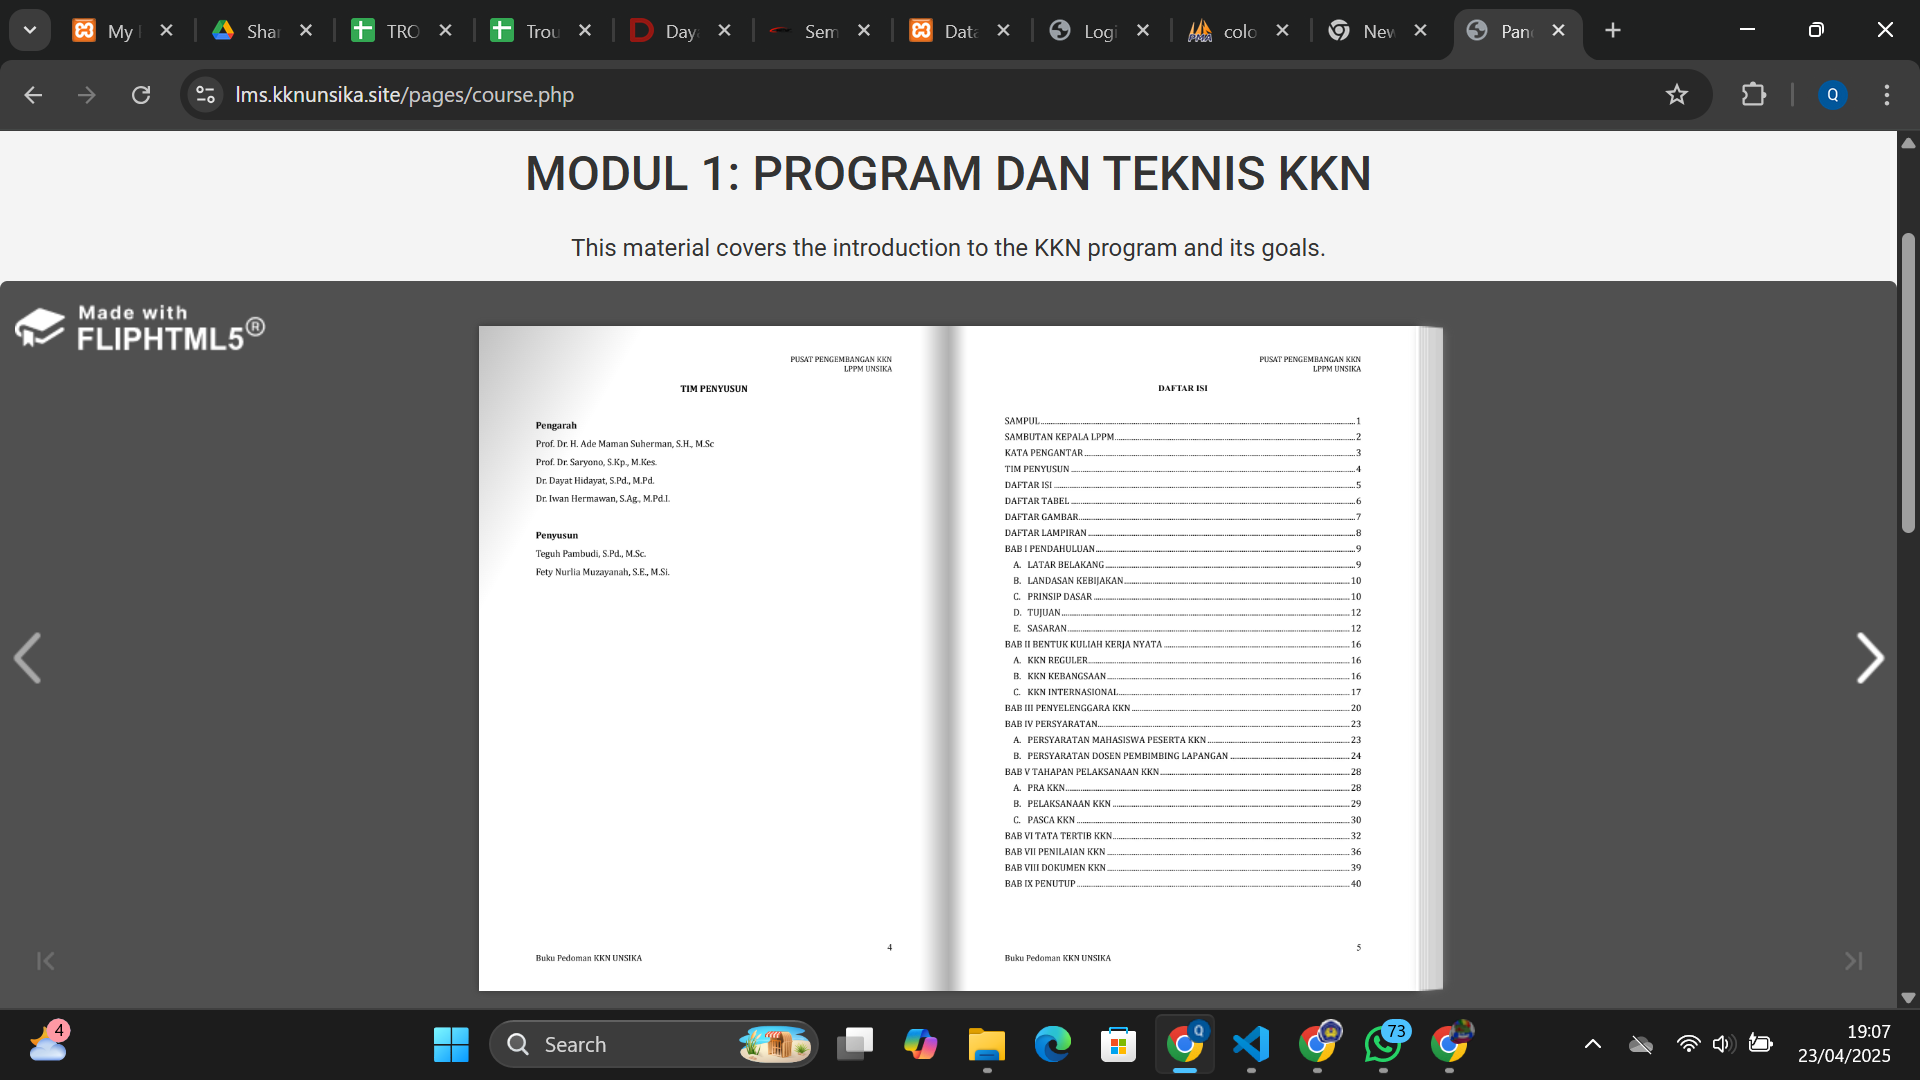 My
Shar
TRO
Trou
Day
Sem
Data
Logi
colo
New
Pan
lms.kknunsika.site/pages/course.php
Q
MODUL 1: PROGRAM DAN TEKNIS KKN
This material covers the introduction to the KKN program and its goals.
Made with
FLIPHTML5®
PUSAT PENGEMBANGAN KKN
LPPM UNSIKA
TIM PENYUSUN
Pengarah
Prof. Dr. H. Ade Maman Suherman, S.H., M.Sc
Prof. Dr. Saryono, S.Kp., M.Kes.
Dr. Dayat Hidayat, S.Pd., M.Pd.
Dr. Iwan Hermawan, S.Ag., M.Pd.I.
Penyusun
Teguh Pambudi, S.Pd., M.Sc.
Fety Nurlia Muzayanah, S.E., M.Si.
4
Buku Pedoman KKN UNSIKA
PUSAT PENGEMBANGAN KKN
LPPM UNSIKA
DAFTAR ISI
SAMPUL 1
SAMBUTAN KEPALA LPPM 2
KATA PENGANTAR 3
TIM PENYUSUN 4
DAFTAR ISI 5
DAFTAR TABEL 6
DAFTAR GAMBAR 7
DAFTAR LAMPIRAN 8
BAB I PENDAHULUAN 9
A. LATAR BELAKANG 9
B. LANDASAN KEBIJAKAN 10
C. PRINSIP DASAR 10
D. TUJUAN 12
E. SASARAN 12
BAB II BENTUK KULIAH KERJA NYATA 16
A. KKN REGULER 16
B. KKN KEBANGSAAN 16
C. KKN INTERNASIONAL 17
BAB III PENYELENGGARA KKN 20
BAB IV PERSYARATAN 23
A. PERSYARATAN MAHASISWA PESERTA KKN 23
B. PERSYARATAN DOSEN PEMBIMBING LAPANGAN 24
BAB V TAHAPAN PELAKSANAAN KKN 28
A. PRA KKN 28
B. PELAKSANAAN KKN 29
C. PASCA KKN 30
BAB VI TATA TERTIB KKN 32
BAB VII PENILAIAN KKN 36
BAB VIII DOKUMEN KKN 39
BAB IX PENUTUP 40
5
Buku Pedoman KKN UNSIKA
4
Search
Q
73
19:07
23/04/2025